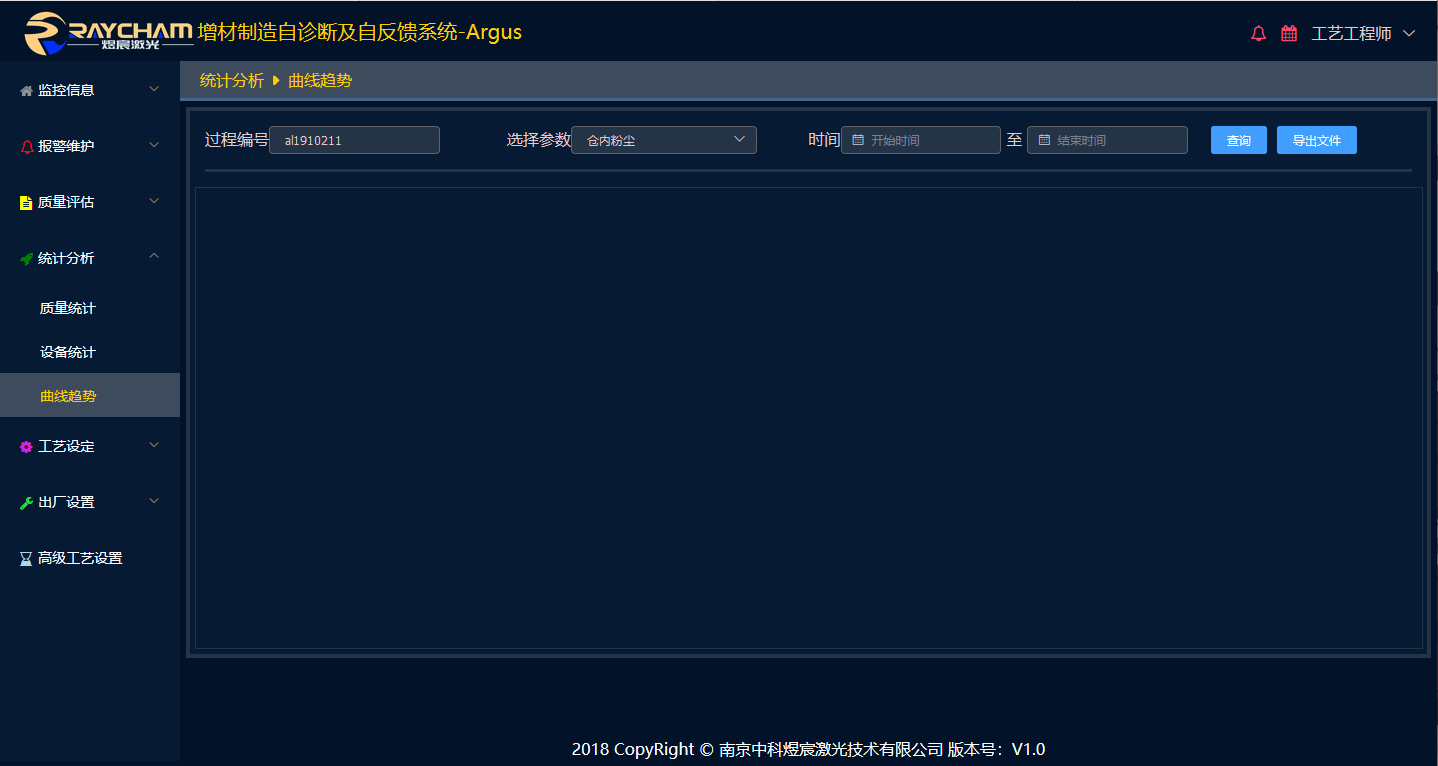 RAYCHAM
煜宸激光
增材制造自诊断及自反馈系统-Argus
工艺工程师
监控信息
报警维护
质量评估
统计分析
质量统计
设备统计
曲线趋势
工艺设定
出厂设置
高级工艺设置
统计分析 曲线趋势
过程编号 al1910211 选择参数 仓内粉尘 时间 开始时间 至 结束时间 查询 导出文件
2018 CopyRight © 南京中科煜宸激光技术有限公司 版本号：V1.0